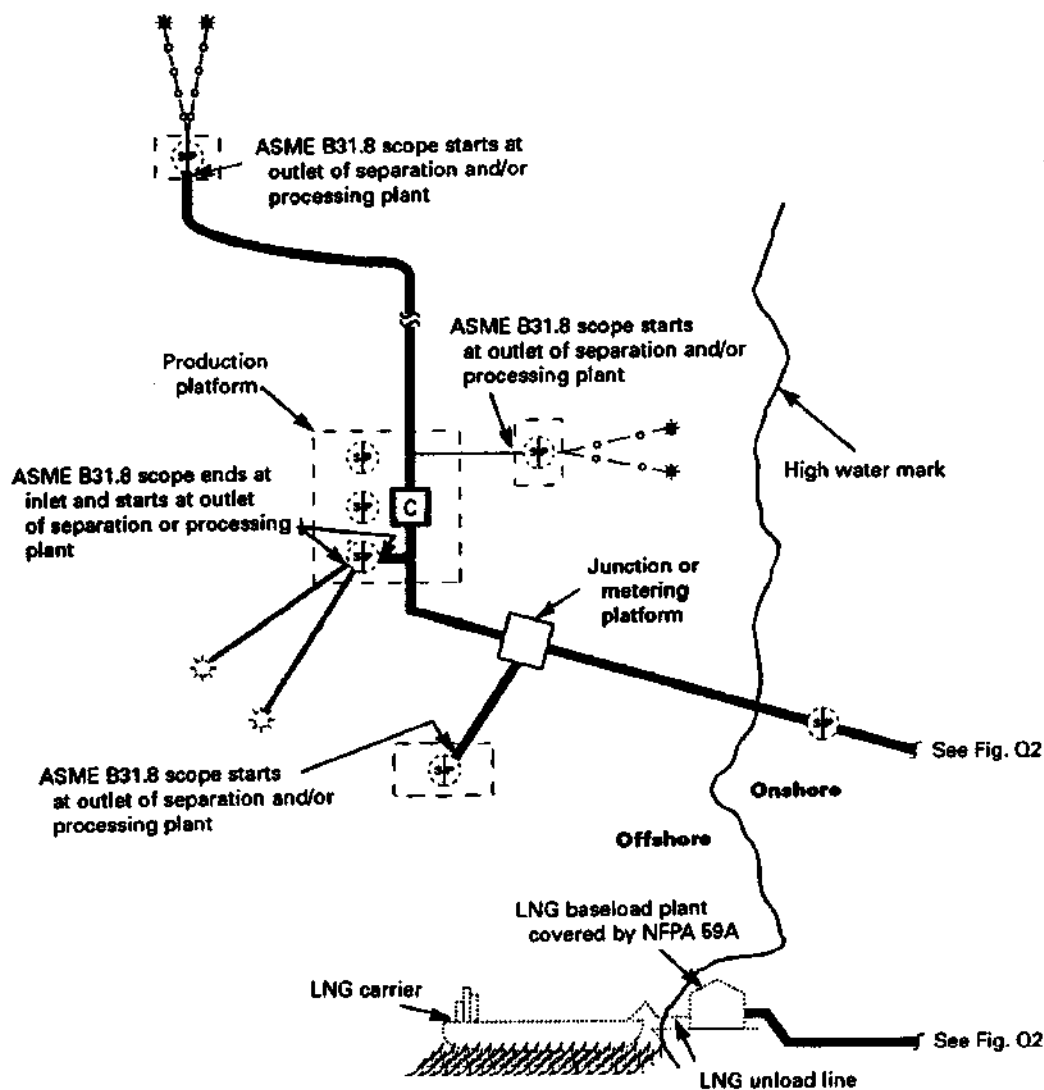 ASME B31.8 scope starts at
outlet of separation and/or
processing plant
S/P
ASME B31.8 scope starts
at outlet of separation and/or
processing plant
Production
platform
S/P
S/P
High water mark
ASME B31.8 scope ends at
inlet and starts at outlet
of separation or processing
plant
S/P
C
S/P
Junction or
metering
platform
S/P
See Fig. Q2
ASME B31.8 scope starts
at outlet of separation and/or
processing plant
S/P
Onshore
Offshore
LNG baseload plant
covered by NFPA 59A
LNG carrier
See Fig. Q2
LNG unload line